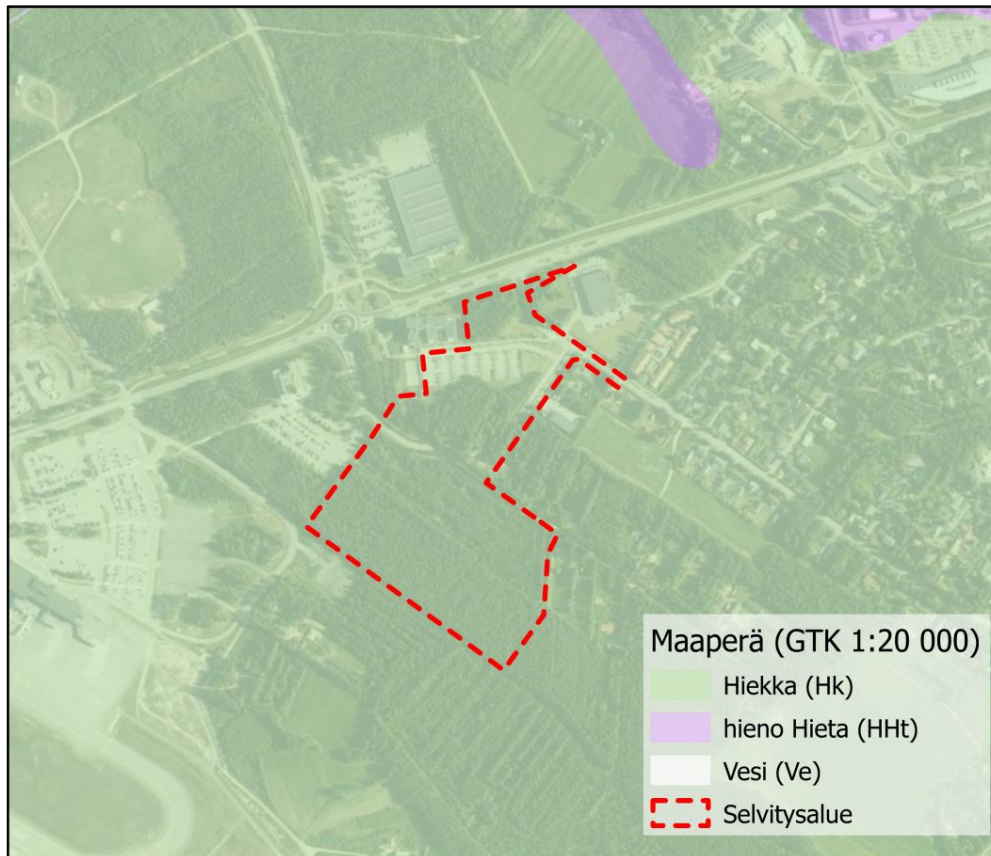 Maaperä (GTK 1:20 000)
Hiekka (Hk)
hieno Hieta (HHt)
Vesi (Ve)
Selvitysalue